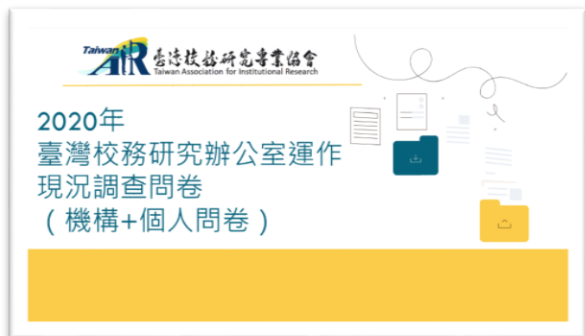 Taiwan
AIR 臺灣校務研究專業協會
Taiwan Association for Institutional Research
2020年
臺灣校務研究辦公室運作
現況調查問卷
（機構+個人問卷）